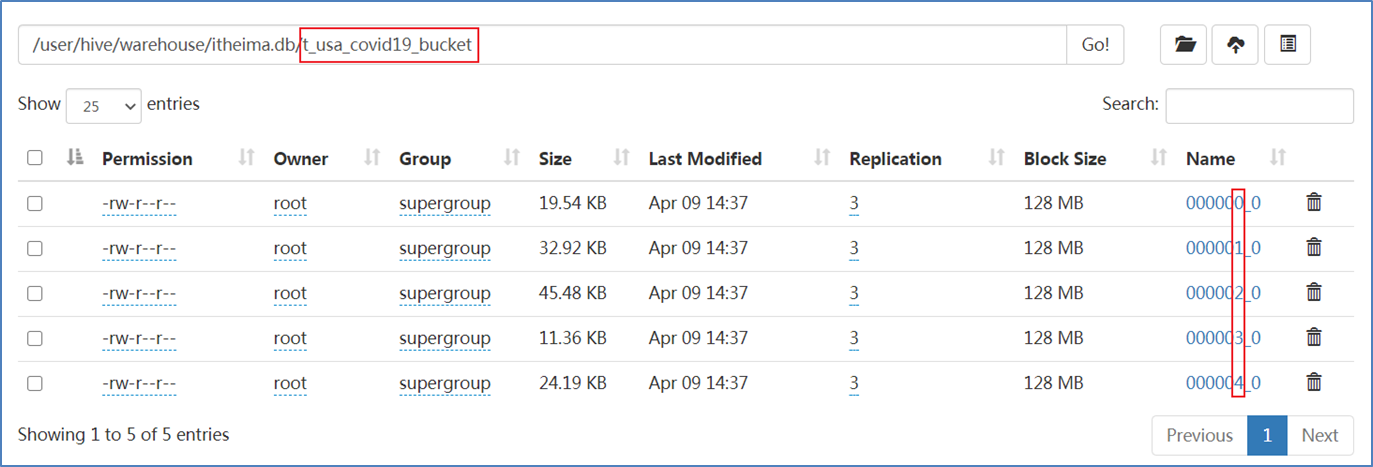 /user/hive/warehouse/itheima.db/t_usa_covid19_bucket Go!
Show 25 entries Search:
Permission Owner Group Size Last Modified Replication Block Size Name
-rw-r--r-- root supergroup 19.54 KB Apr 09 14:37 3 128 MB 000000_0
-rw-r--r-- root supergroup 32.92 KB Apr 09 14:37 3 128 MB 000001_0
-rw-r--r-- root supergroup 45.48 KB Apr 09 14:37 3 128 MB 000002_0
-rw-r--r-- root supergroup 11.36 KB Apr 09 14:37 3 128 MB 000003_0
-rw-r--r-- root supergroup 24.19 KB Apr 09 14:37 3 128 MB 000004_0
Showing 1 to 5 of 5 entries Previous 1 Next